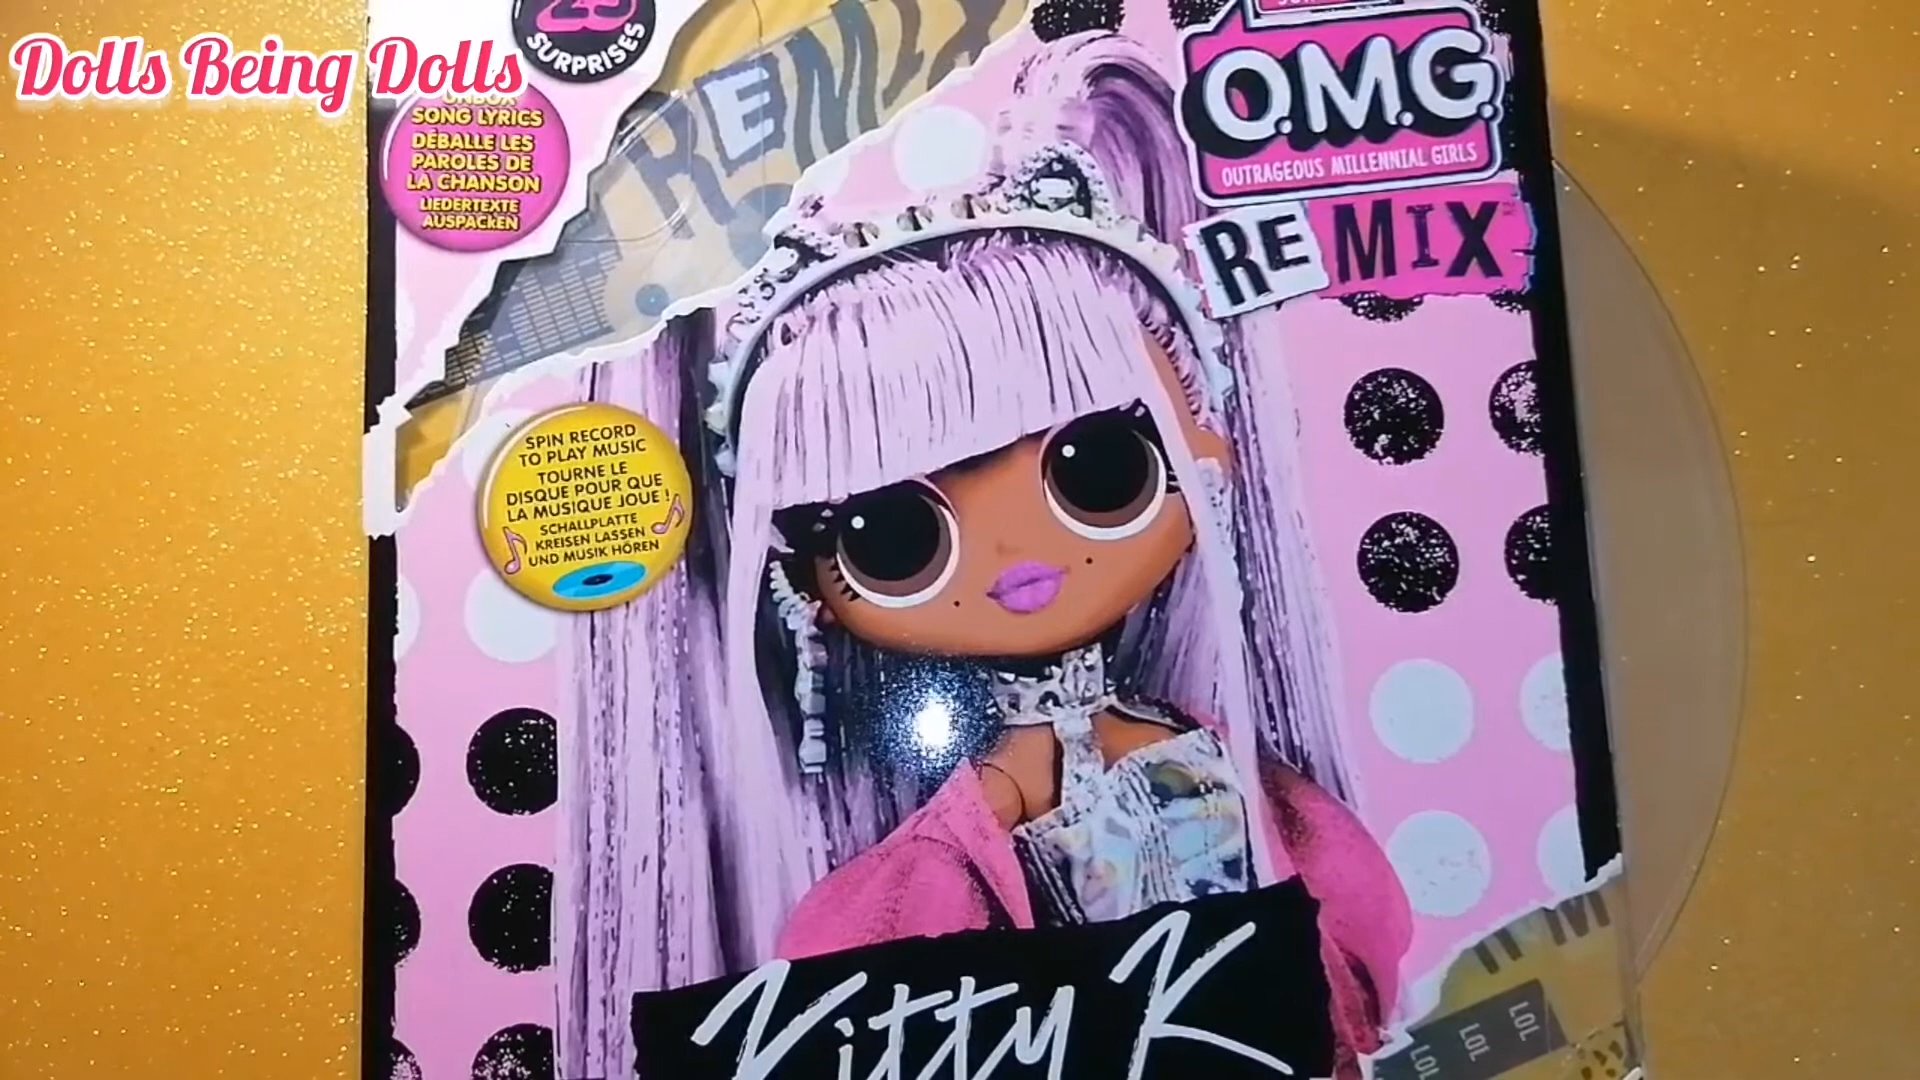 Dolls Being Dolls
25
SURPRISES
UNBOX
SONG LYRICS
DÉBALLE LES
PAROLES DE
LA CHANSON
LIEDERTEXTE
AUSPACKEN
REMIX
O.M.G.
OUTRAGEOUS MILLENNIAL GIRLS
REMIX
SPIN RECORD
TO PLAY MUSIC
TOURNE LE
DISQUE POUR QUE
LA MUSIQUE JOUE !
SCHALLPLATTE
KREISEN LASSEN
UND MUSIK HÖREN
Kitty K
LOL
LOL
LOL